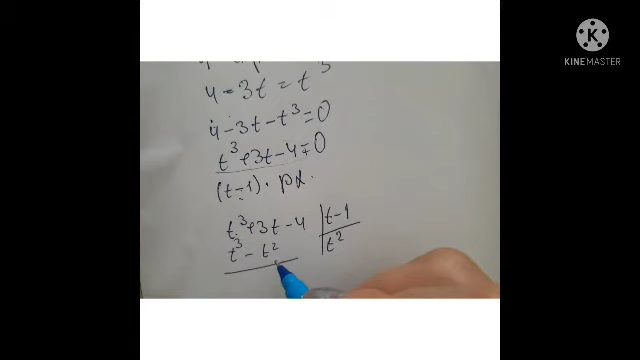 4 - 3t = t³
4 - 3t - t³ = 0
t³ + 3t - 4 = 0
(t - 1) · px.
t³ + 3t - 4 | t - 1
t³ - t² | t²
K
KINEMASTER